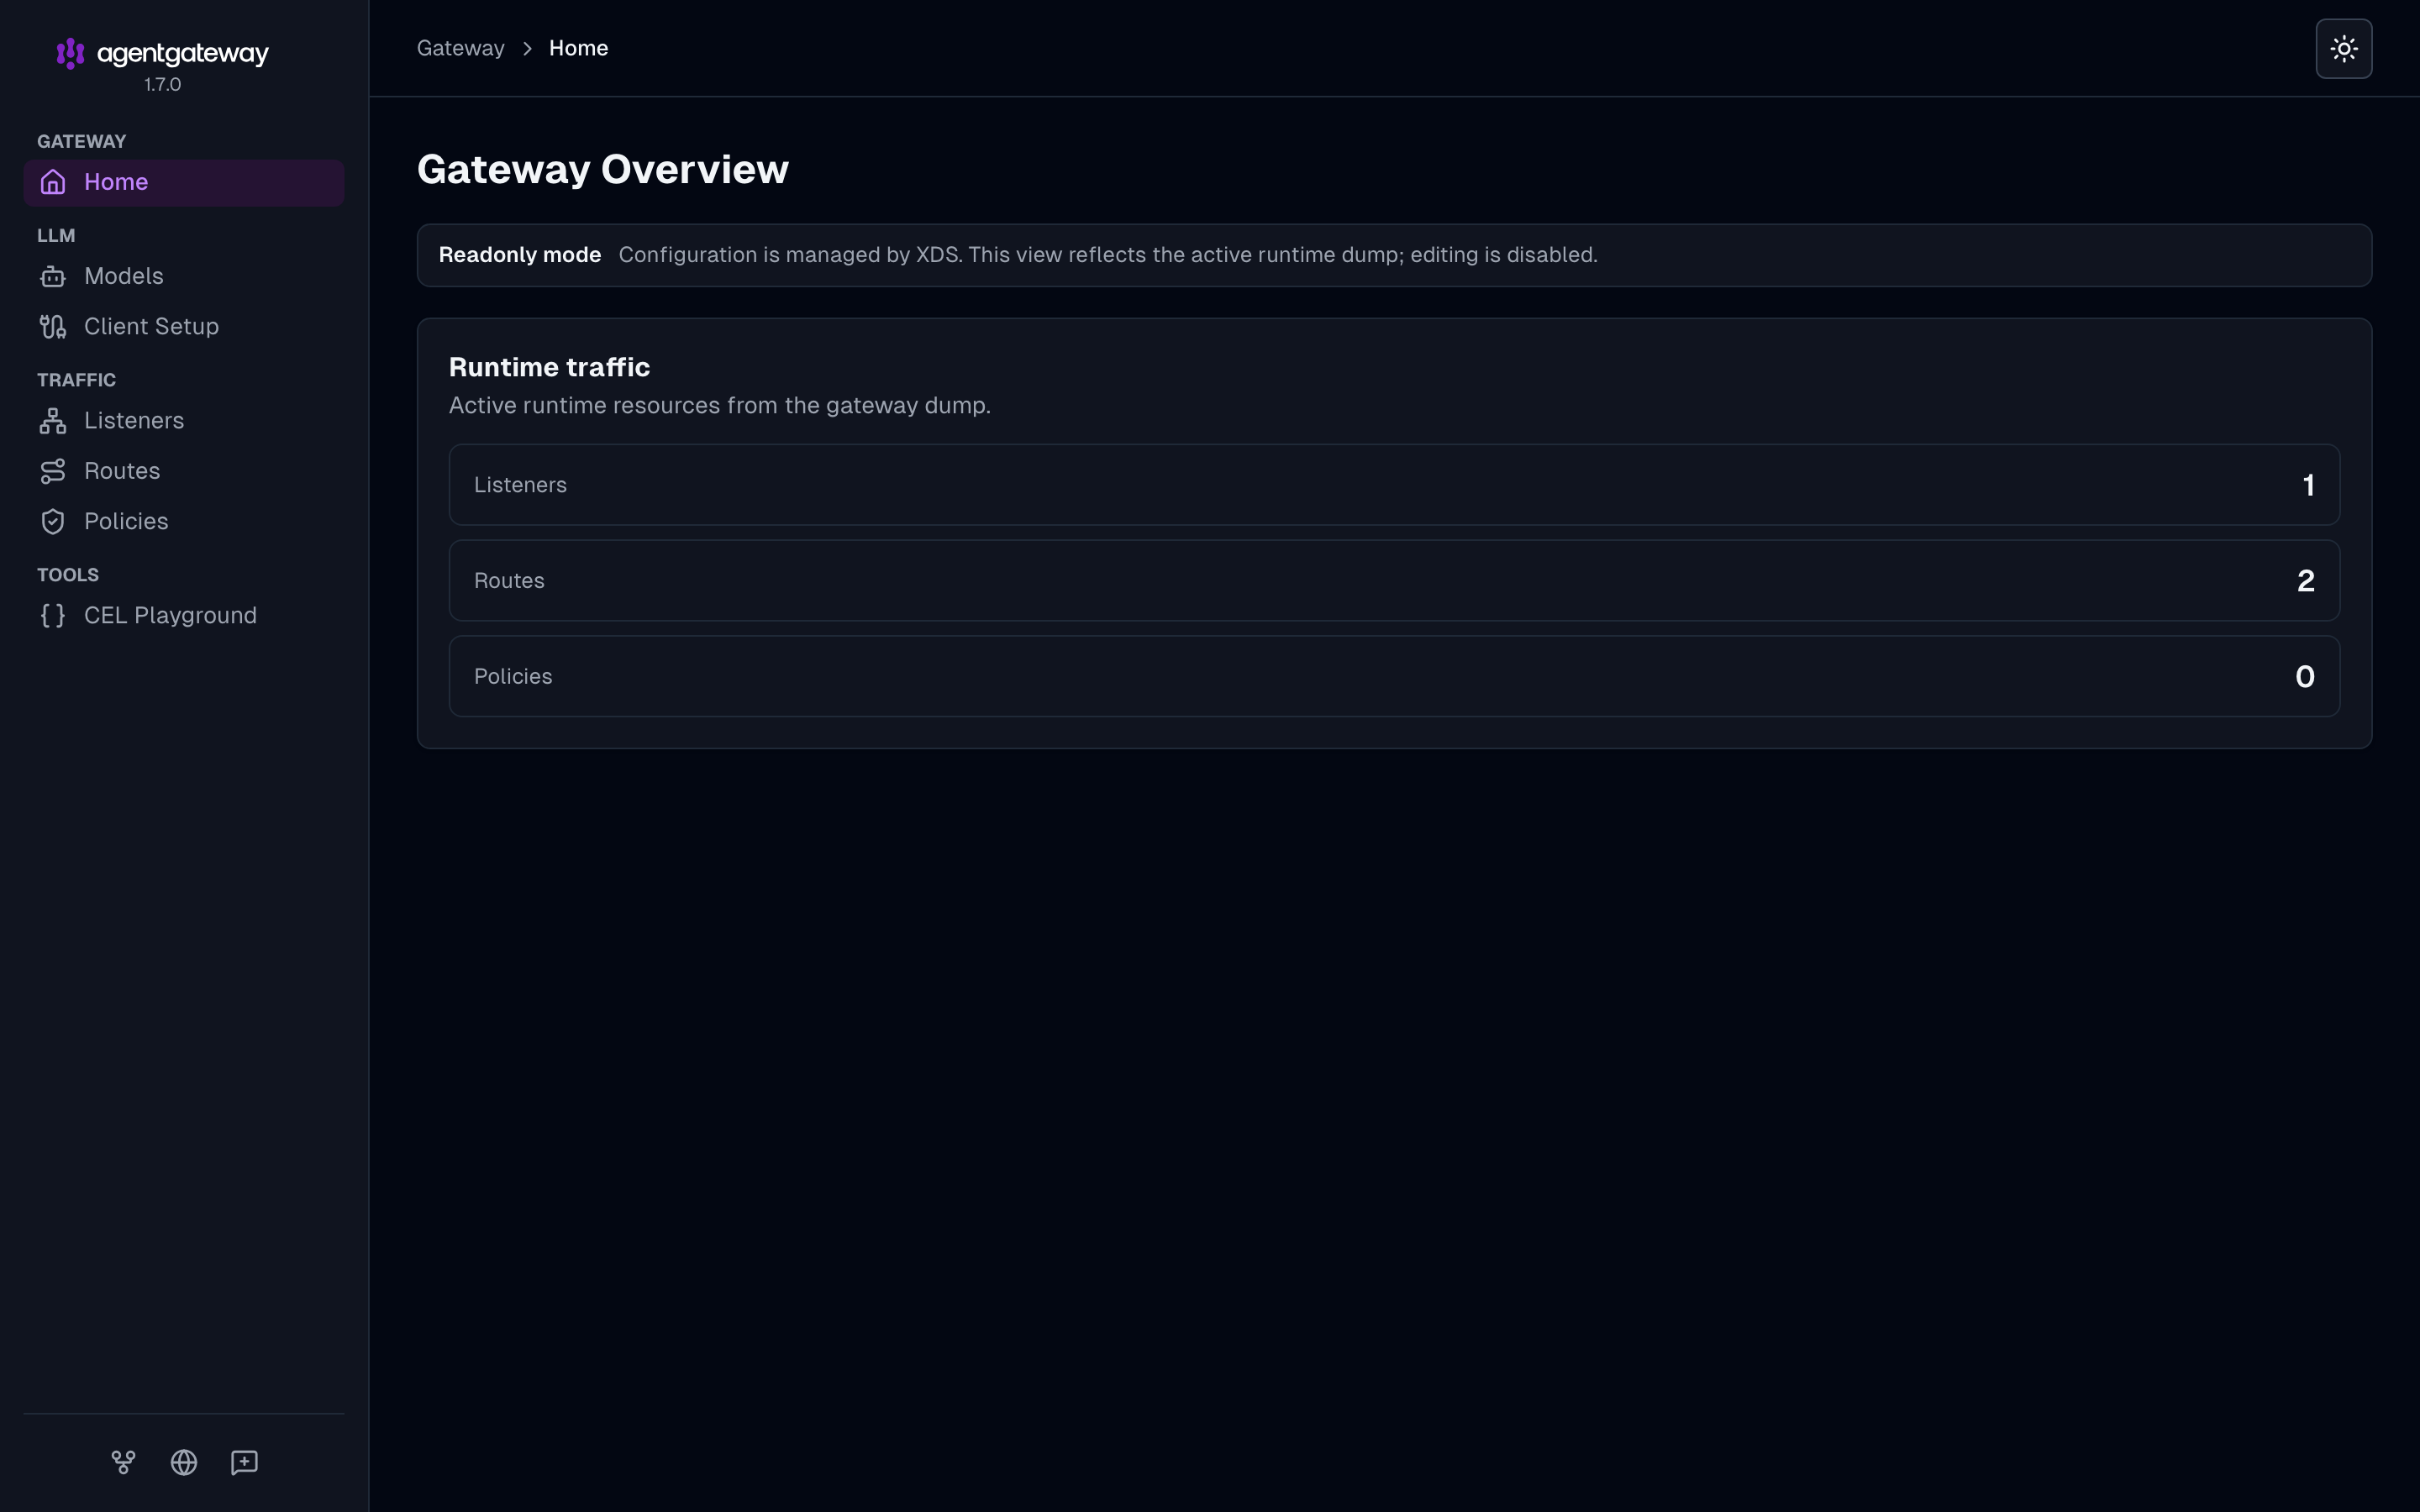 agentgateway
1.7.0
GATEWAY
Home
LLM
Models
Client Setup
TRAFFIC
Listeners
Routes
Policies
TOOLS
CEL Playground
Gateway > Home
Gateway Overview
Readonly mode Configuration is managed by XDS. This view reflects the active runtime dump; editing is disabled.
Runtime traffic
Active runtime resources from the gateway dump.
Listeners 1
Routes 2
Policies 0